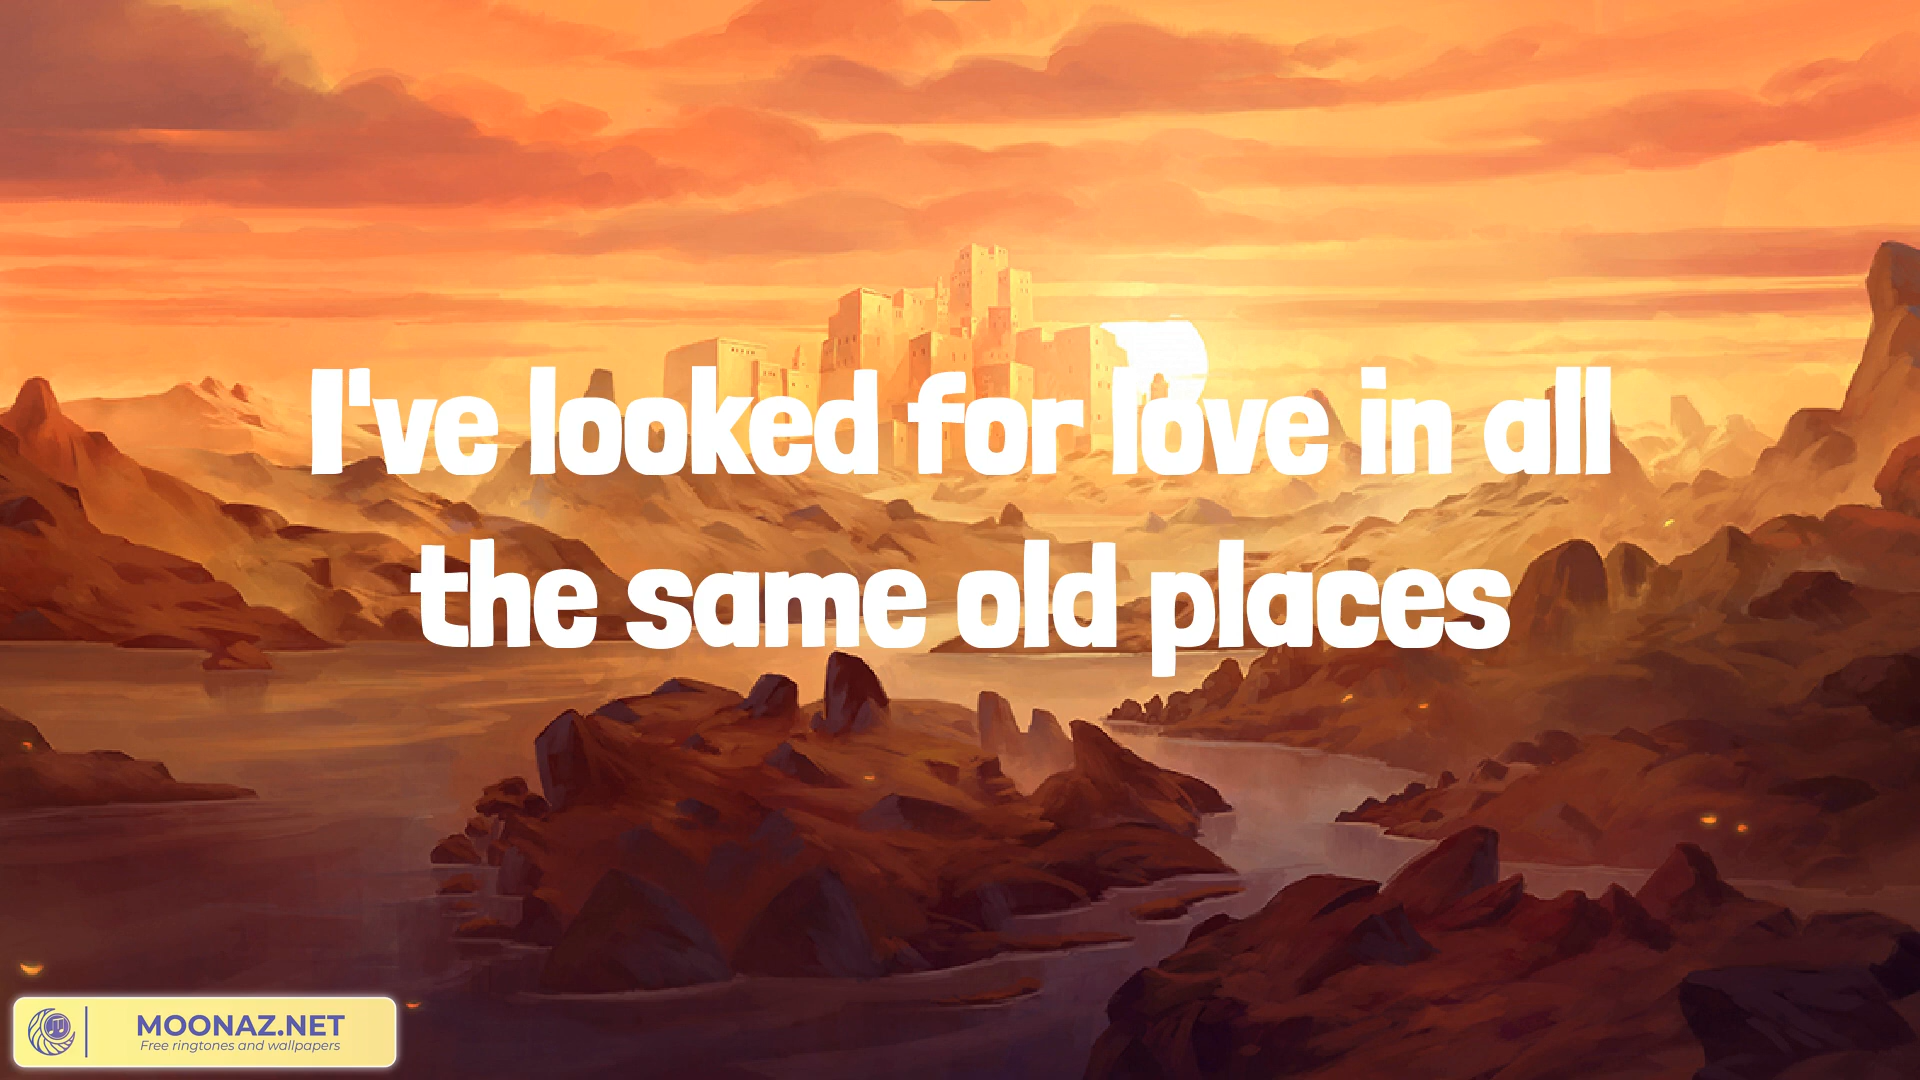 I've looked for love in all
the same old places
MOONAZ.NET
Free ringtones and wallpapers